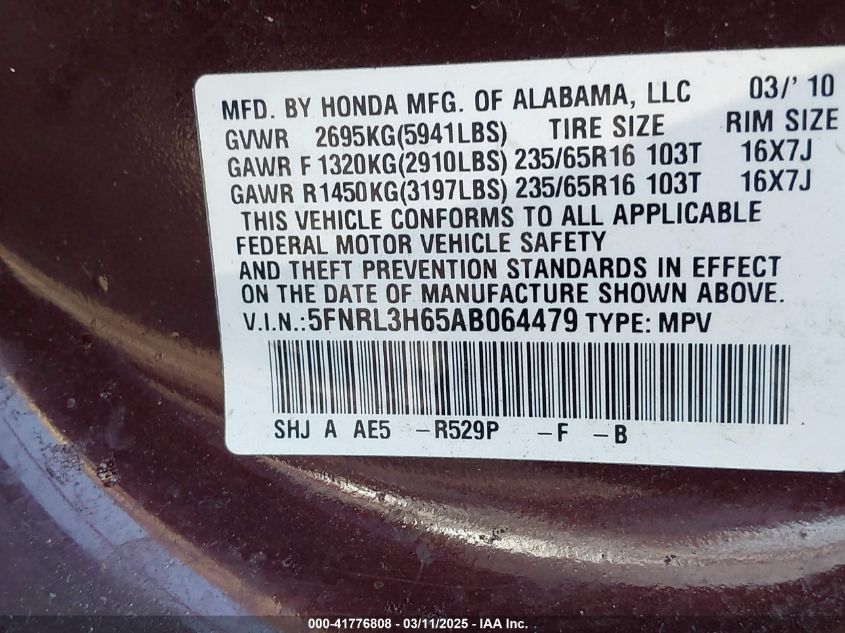 MFD. BY HONDA MFG. OF ALABAMA, LLC 03/'10
GVWR 2695KG(5941LBS) TIRE SIZE RIM SIZE
GAWR F 1320KG(2910LBS) 235/65R16 103T 16X7J
GAWR R1450KG(3197LBS) 235/65R16 103T 16X7J
THIS VEHICLE CONFORMS TO ALL APPLICABLE
FEDERAL MOTOR VEHICLE SAFETY
AND THEFT PREVENTION STANDARDS IN EFFECT
ON THE DATE OF MANUFACTURE SHOWN ABOVE.
V.I.N.:5FNRL3H65AB064479 TYPE: MPV
SHJ A AE5 -R529P -F -B
000-41776808 - 03/11/2025 - IAA Inc.